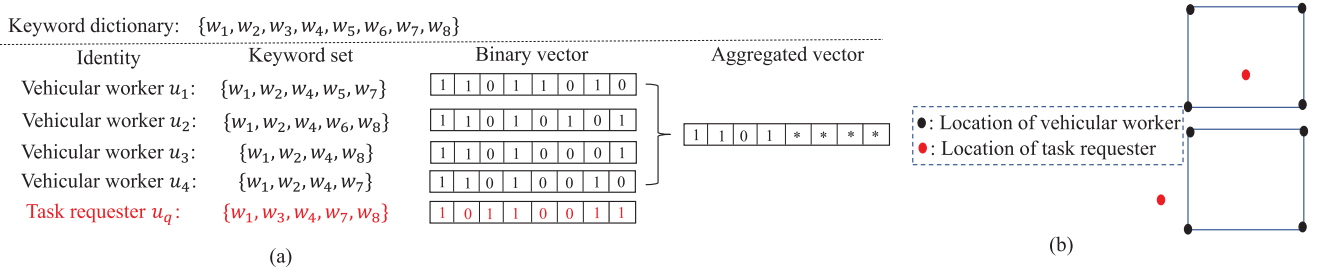 Keyword dictionary: {w₁, w₂, w₃, w₄, w₅, w₆, w₇, w₈}
Identity Keyword set Binary vector Aggregated vector
Vehicular worker u₁: {w₁, w₂, w₄, w₅, w₇} 1 1 0 1 1 0 1 0
Vehicular worker u₂: {w₁, w₂, w₄, w₆, w₈} 1 1 0 1 0 1 0 1
1 1 0 1 * * * *
Vehicular worker u₃: {w₁, w₂, w₄, w₈} 1 1 0 1 0 0 0 1
Vehicular worker u₄: {w₁, w₂, w₄, w₇} 1 1 0 1 0 0 1 0
Task requester u_q: {w₁, w₃, w₄, w₇, w₈} 1 0 1 1 0 0 1 1
(a)
: Location of vehicular worker
: Location of task requester
(b)